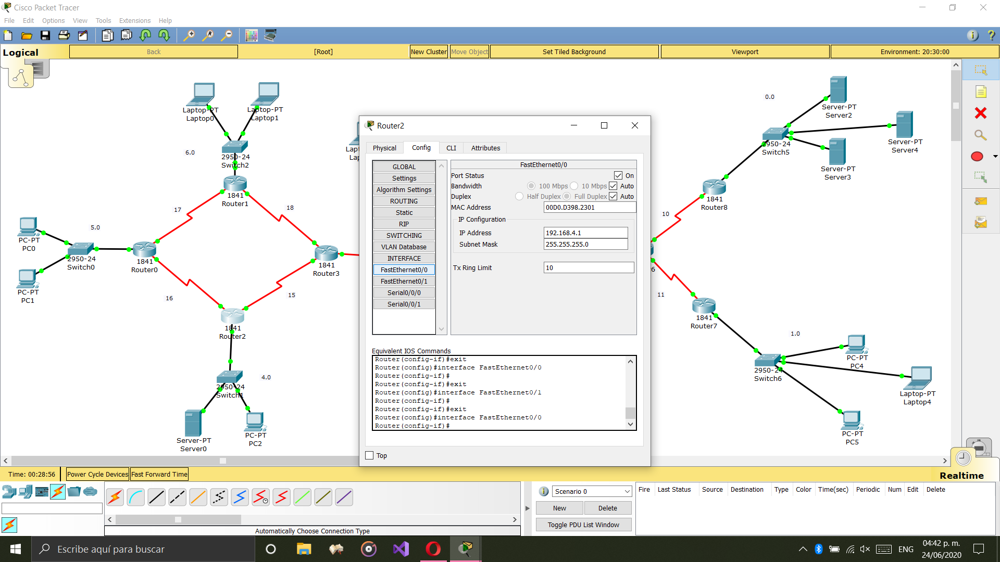 Cisco Packet Tracer
File Edit Options View Tools Extensions Help
Logical
Back
[Root]
New Cluster
Move Object
Set Tiled Background
Viewport
Environment: 20:30:00
Laptop-PT
Laptop0
Laptop-PT
Laptop1
6.0
2950-24
Switch2
1841
Router1
17
18
5.0
PC-PT
PC0
2950-24
Switch0
PC-PT
PC1
1841
Router0
1841
Router3
16
15
1841
Router2
2950-24
Switch1
4.0
Server-PT
Server0
PC-PT
PC2
0.0
Server-PT
Server2
2950-24
Switch5
Server-PT
Server4
Server-PT
Server3
1841
Router8
10
6
11
1841
Router7
1.0
2950-24
Switch6
PC-PT
PC4
Laptop-PT
Laptop4
PC-PT
PC5
Router2
Physical Config CLI Attributes
GLOBAL
Settings
Algorithm Settings
ROUTING
Static
RIP
SWITCHING
VLAN Database
INTERFACE
FastEthernet0/0
FastEthernet0/1
Serial0/0/0
Serial0/0/1
FastEthernet0/0
Port Status On
Bandwidth 100 Mbps 10 Mbps Auto
Duplex Half Duplex Full Duplex Auto
MAC Address 00D0.D398.2301
IP Configuration
IP Address 192.168.4.1
Subnet Mask 255.255.255.0
Tx Ring Limit 10
Equivalent IOS Commands
Router(config-if)#exit
Router(config)#interface FastEthernet0/0
Router(config-if)#
Router(config-if)#exit
Router(config)#interface FastEthernet0/1
Router(config-if)#
Router(config-if)#exit
Router(config)#interface FastEthernet0/0
Router(config-if)#
Top
Time: 00:28:56
Power Cycle Devices
Fast Forward Time
Realtime
Automatically Choose Connection Type
Scenario 0
New
Delete
Toggle PDU List Window
Fire Last Status Source Destination Type Color Time(sec) Periodic Num Edit Delete
Escribe aquí para buscar
ENG
04:42 p. m.
24/06/2020